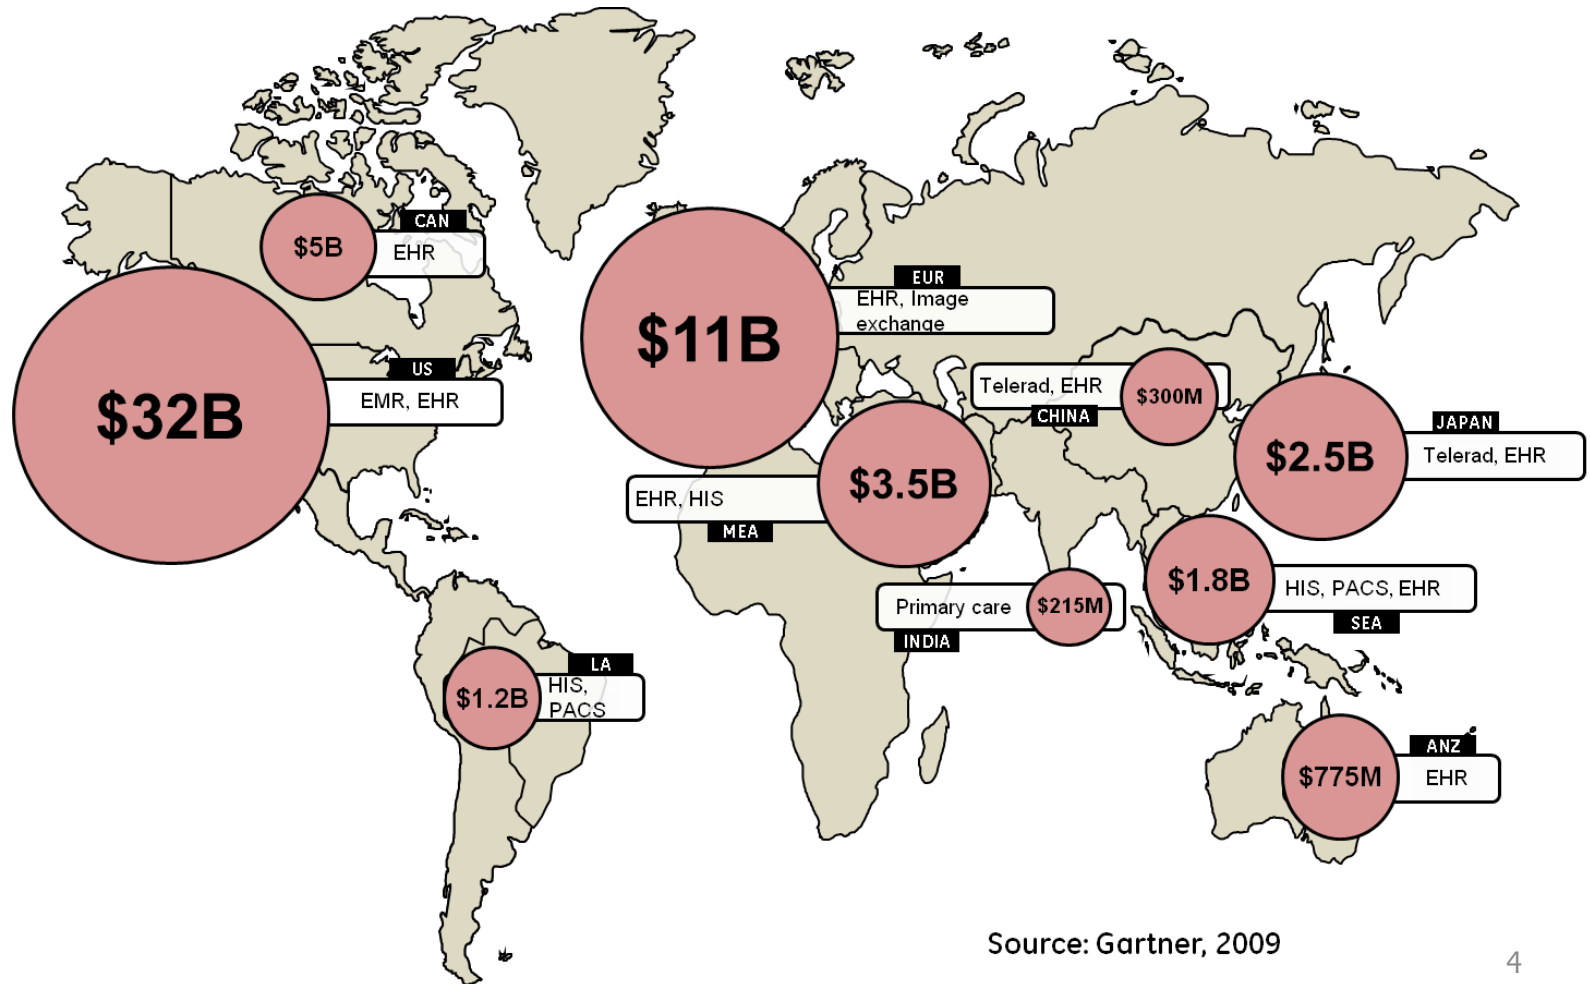 CAN
$5B
EHR
US
$32B
EMR, EHR
EUR
$11B
EHR, Image
exchange
Telerad, EHR
$300M
CHINA
JAPAN
$2.5B
Telerad, EHR
$3.5B
EHR, HIS
MEA
$1.8B
HIS, PACS, EHR
SEA
Primary care
$215M
INDIA
LA
$1.2B
HIS,
PACS
ANZ
$775M
EHR
Source: Gartner, 2009
4